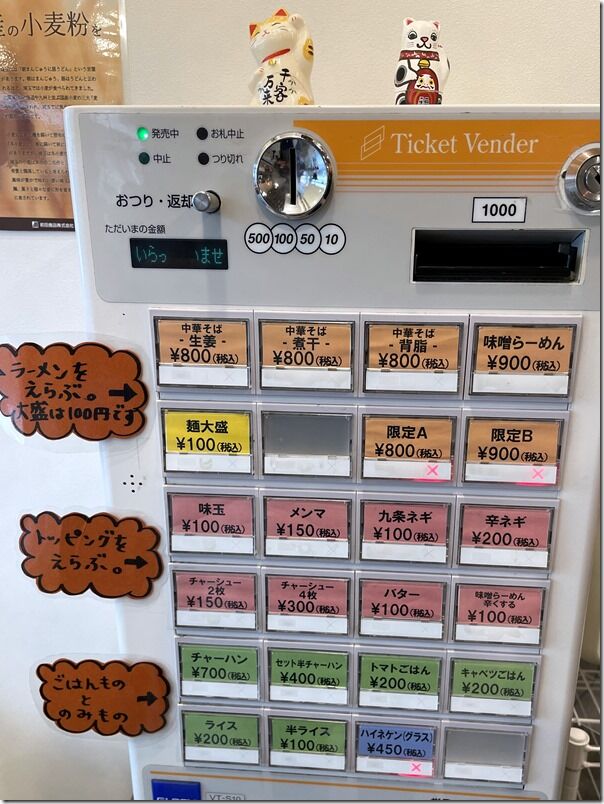 の小麦粉を
千客
万来
発売中
お札中止
中止
つり切れ
Ticket Vender
おつり・返却
ただいまの金額
いらっ いませ
500 100 50 10
1000
ラーメンを
えらぶ。
大盛は100円です
中華そば
- 生姜 -
¥800(税込)
中華そば
- 煮干 -
¥800(税込)
中華そば
- 背脂 -
¥800(税込)
味噌らーめん
¥900(税込)
麺大盛
¥100(税込)
限定A
¥800(税込)
限定B
¥900(税込)
トッピングを
えらぶ。
味玉
¥100(税込)
メンマ
¥150(税込)
九条ネギ
¥100(税込)
辛ネギ
¥200(税込)
チャーシュー
2枚
¥150(税込)
チャーシュー
4枚
¥300(税込)
バター
¥100(税込)
味噌らーめん
辛くする
¥100(税込)
ごはんもの
と
のみもの
チャーハン
¥700(税込)
セット半チャーハン
¥400(税込)
トマトごはん
¥200(税込)
キャベツごはん
¥200(税込)
ライス
¥200(税込)
半ライス
¥100(税込)
ハイネケン(グラス)
¥450(税込)
VT-S10